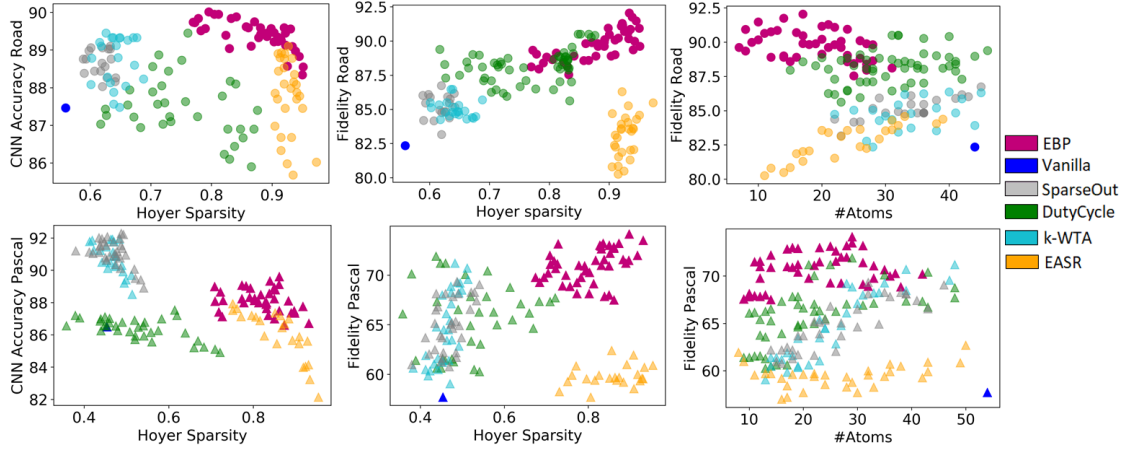 CNN Accuracy Road
90
89
88
87
86
0.6 0.7 0.8 0.9
Hoyer Sparsity
Fidelity Road
92.5
90.0
87.5
85.0
82.5
80.0
0.6 0.7 0.8 0.9
Hoyer sparsity
Fidelity Road
92.5
90.0
87.5
85.0
82.5
80.0
10 20 30 40
#Atoms
EBP
Vanilla
SparseOut
DutyCycle
k-WTA
EASR
CNN Accuracy Pascal
92
90
88
86
84
82
0.4 0.6 0.8
Hoyer Sparsity
Fidelity Pascal
70
65
60
0.4 0.6 0.8
Hoyer Sparsity
Fidelity Pascal
70
65
60
10 20 30 40 50
#Atoms